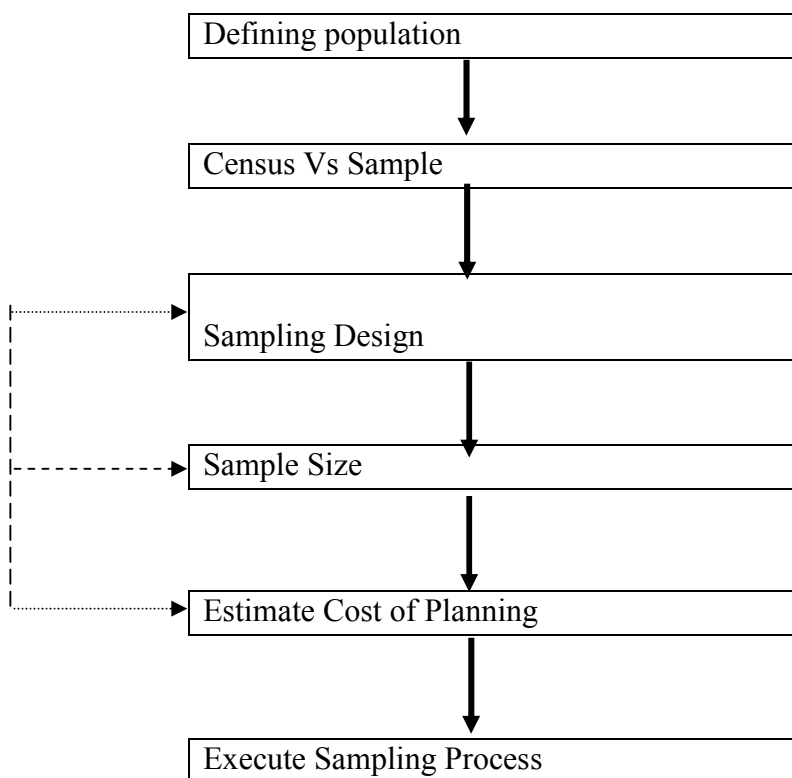 Defining population
Census Vs Sample
Sampling Design
Sample Size
Estimate Cost of Planning
Execute Sampling Process